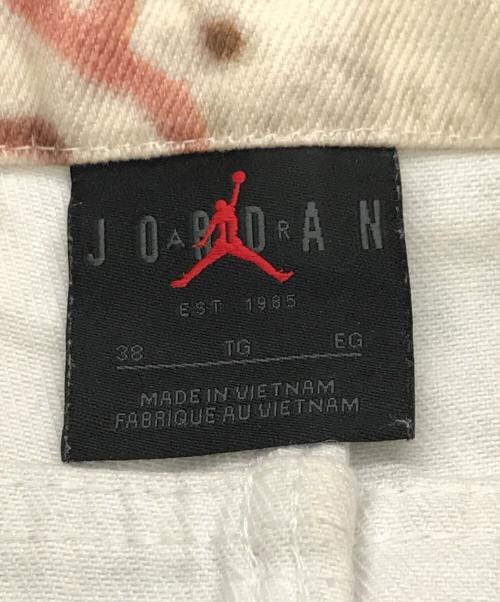 JORDAN
AIR
EST 1985
38 TG EG
MADE IN VIETNAM
FABRIQUE AU VIETNAM